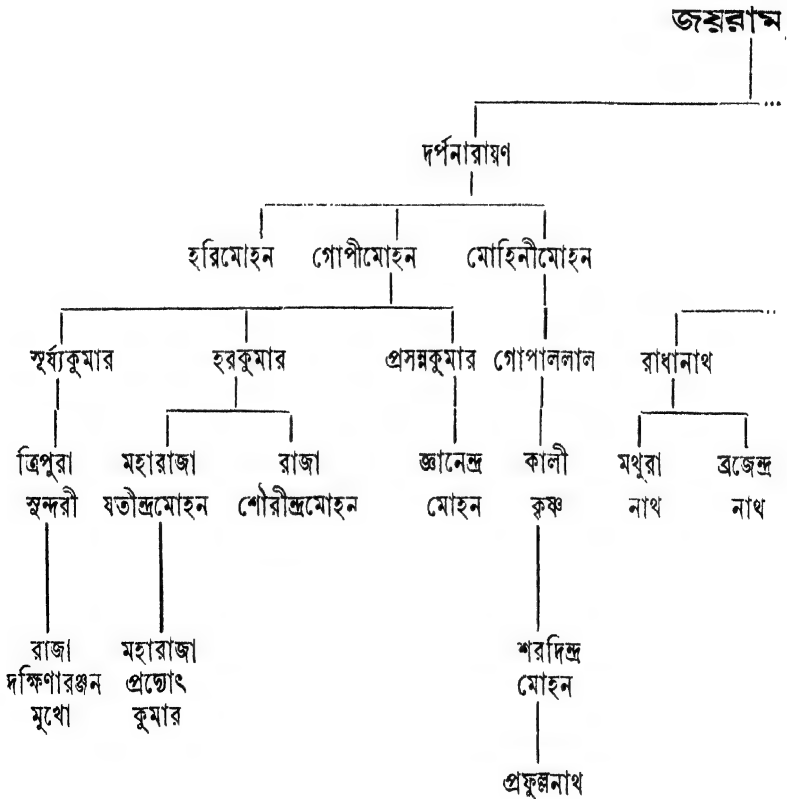 জয়রাম
...
দর্পনারায়ণ
হরিমোহন গোপীমোহন মোহিনীমোহন
..
সূর্য্যকুমার হরকুমার প্রসন্নকুমার গোপাললাল রাধানাথ
ত্রিপুরা মহারাজা রাজা জ্ঞানেন্দ্র কালী মথুরা ব্রজেন্দ্র
সুন্দরী যতীন্দ্রমোহন শৌরীন্দ্রমোহন মোহন কৃষ্ণ নাথ নাথ
রাজা মহারাজা শরদিন্দ্র
দক্ষিণারঞ্জন প্রদ্যোৎ মোহন
মুখো কুমার
প্রফুল্লনাথ